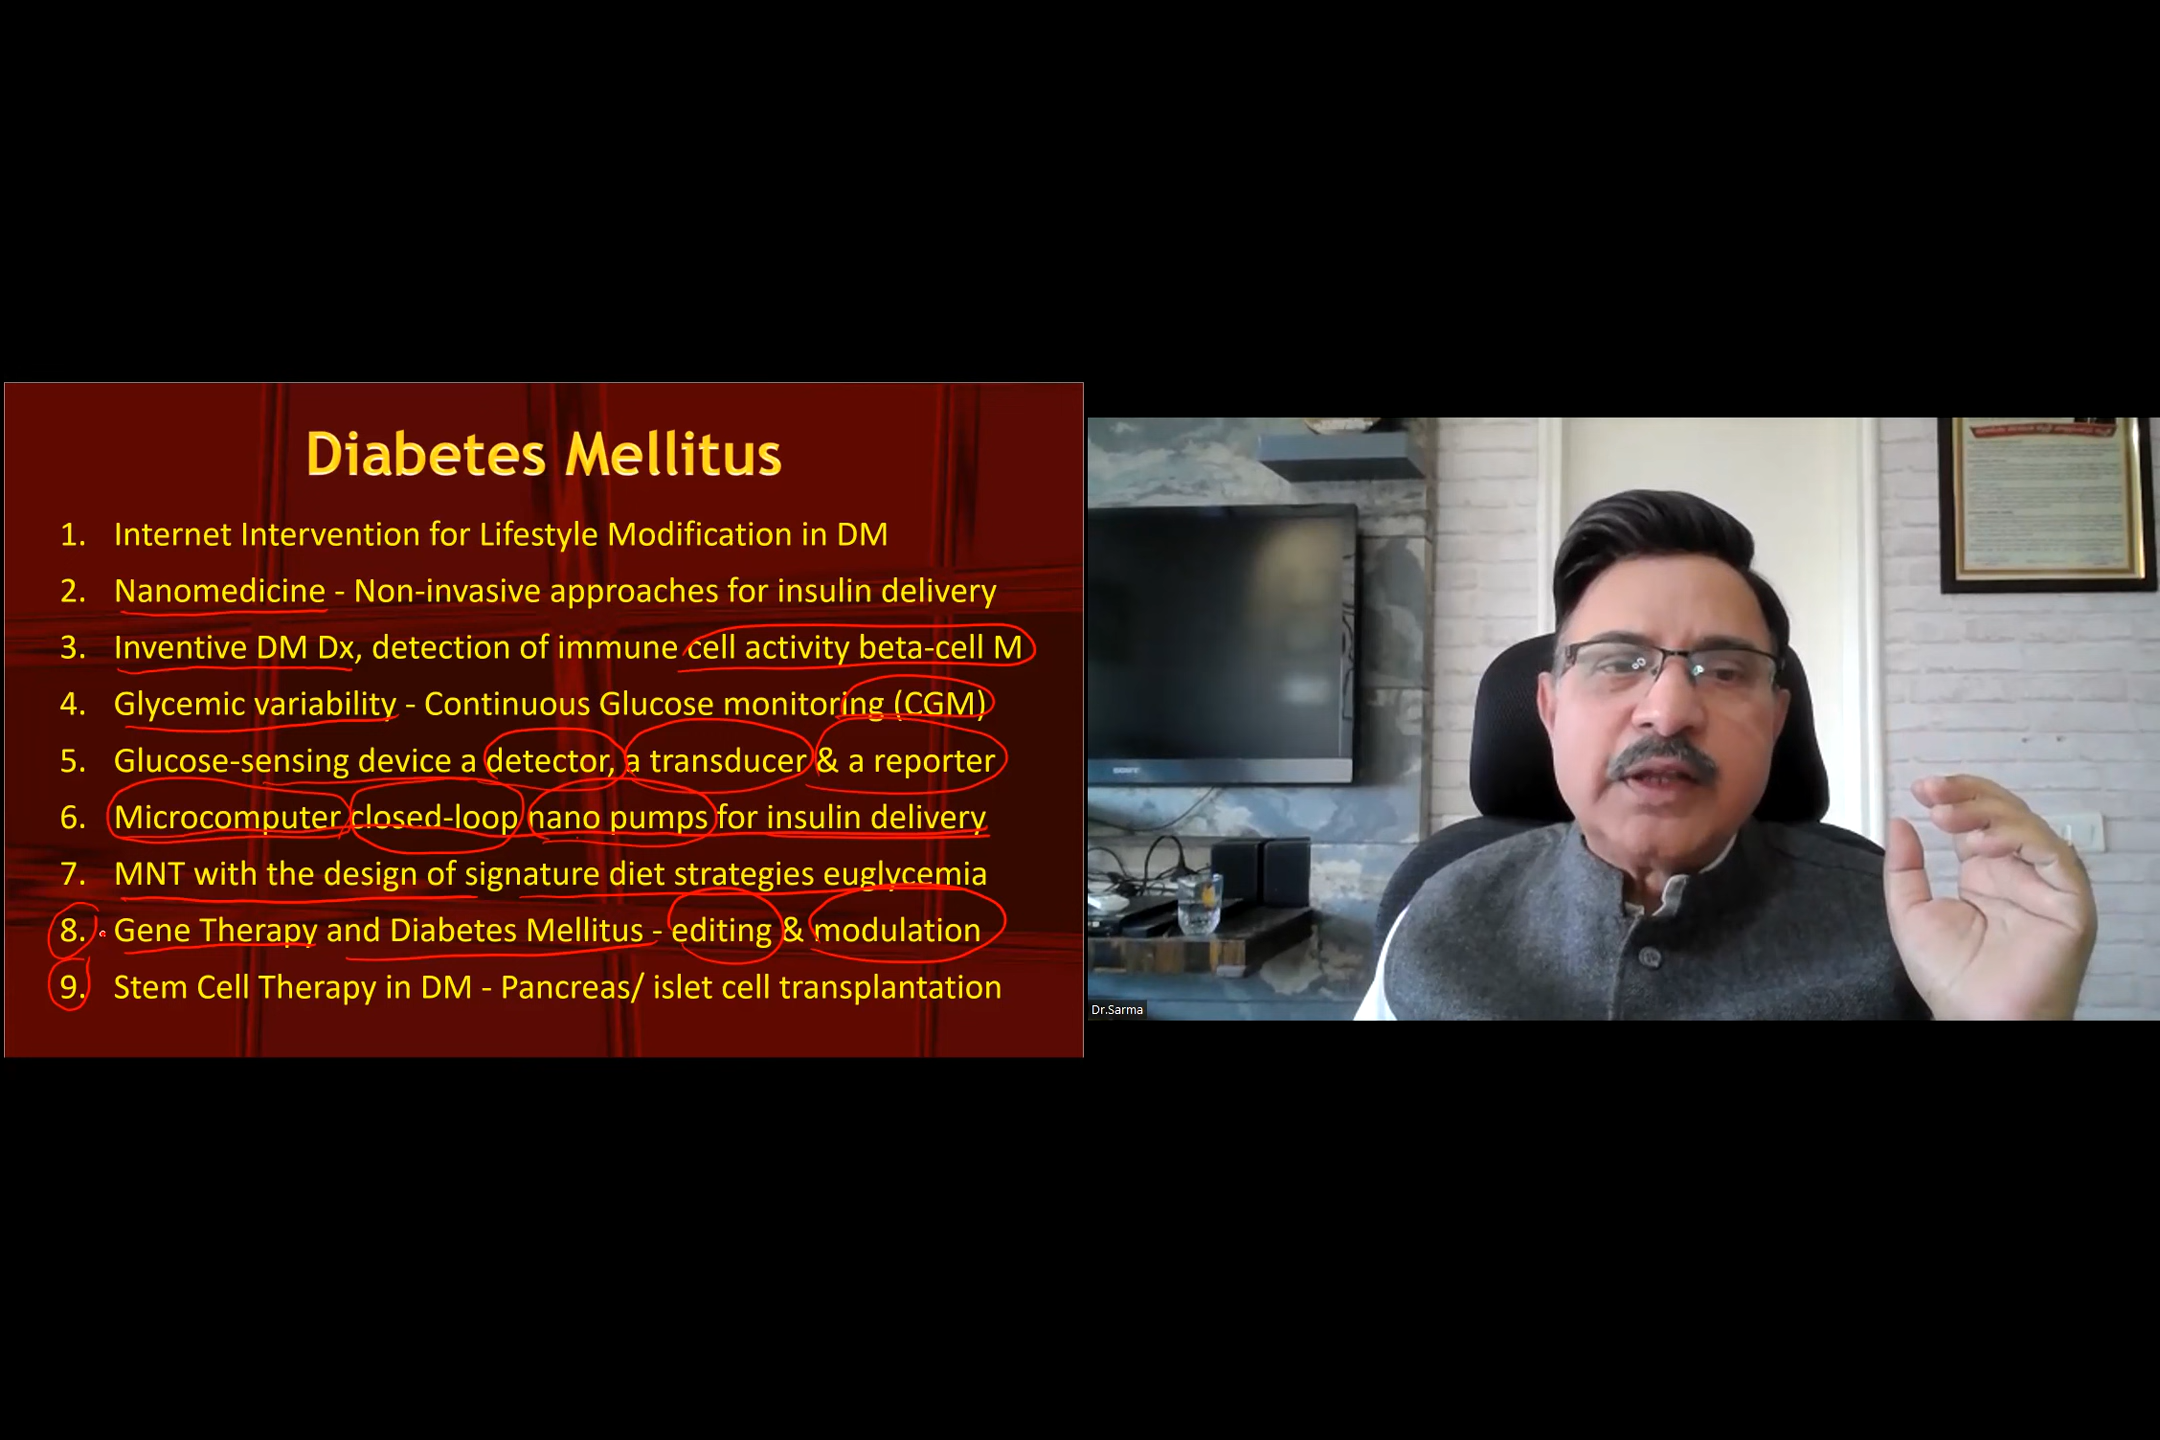 Diabetes Mellitus
1. Internet Intervention for Lifestyle Modification in DM
2. Nanomedicine - Non-invasive approaches for insulin delivery
3. Inventive DM Dx, detection of immune cell activity beta-cell M
4. Glycemic variability - Continuous Glucose monitoring (CGM)
5. Glucose-sensing device a detector, a transducer & a reporter
6. Microcomputer closed-loop nano pumps for insulin delivery
7. MNT with the design of signature diet strategies euglycemia
8. Gene Therapy and Diabetes Mellitus - editing & modulation
9. Stem Cell Therapy in DM - Pancreas/ islet cell transplantation
SONY
Dr.Sarma